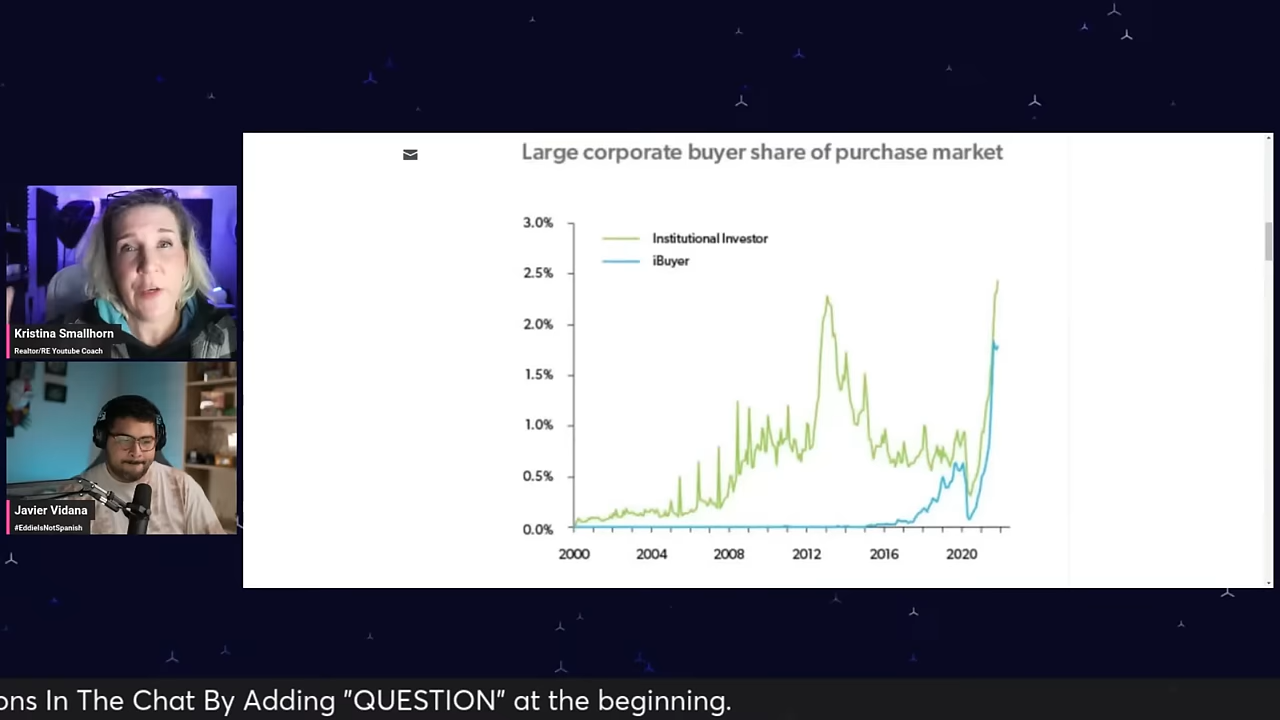 Large corporate buyer share of purchase market
3.0%
Institutional Investor
iBuyer
2.5%
2.0%
1.5%
1.0%
0.5%
0.0%
2000 2004 2008 2012 2016 2020
Kristina Smallhorn
Realtor/RE Youtube Coach
Javier Vidana
#EddieIsNotSpanish
ons In The Chat By Adding "QUESTION" at the beginning.